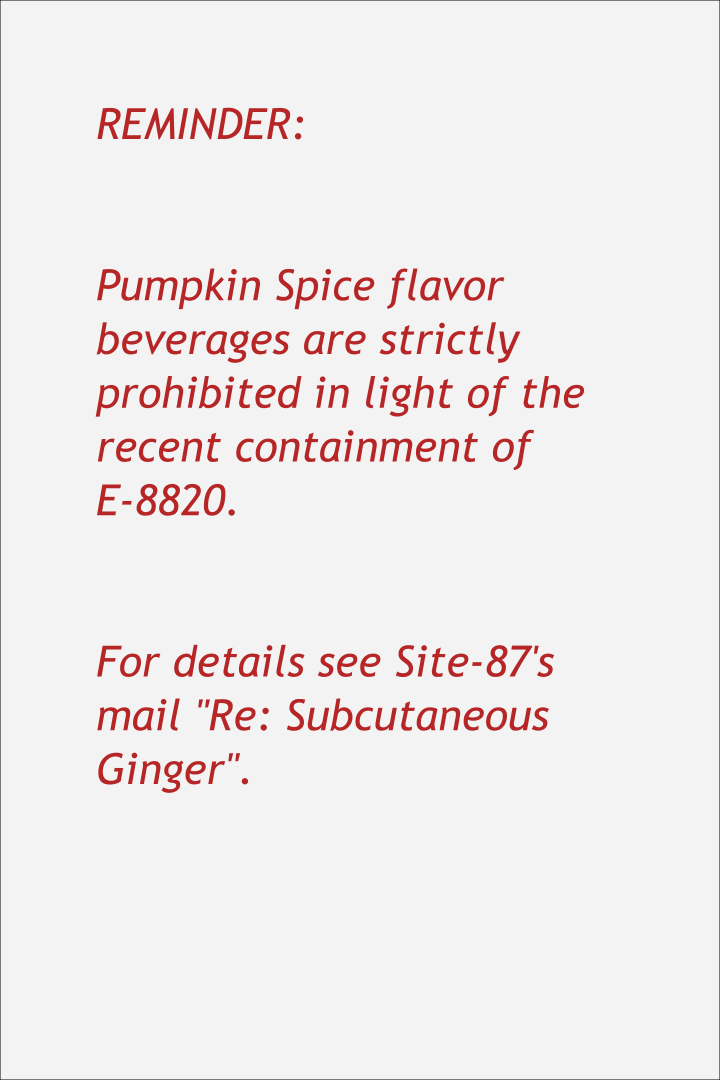 REMINDER:
Pumpkin Spice flavor
beverages are strictly
prohibited in light of the
recent containment of
E-8820.
For details see Site-87's
mail "Re: Subcutaneous
Ginger".